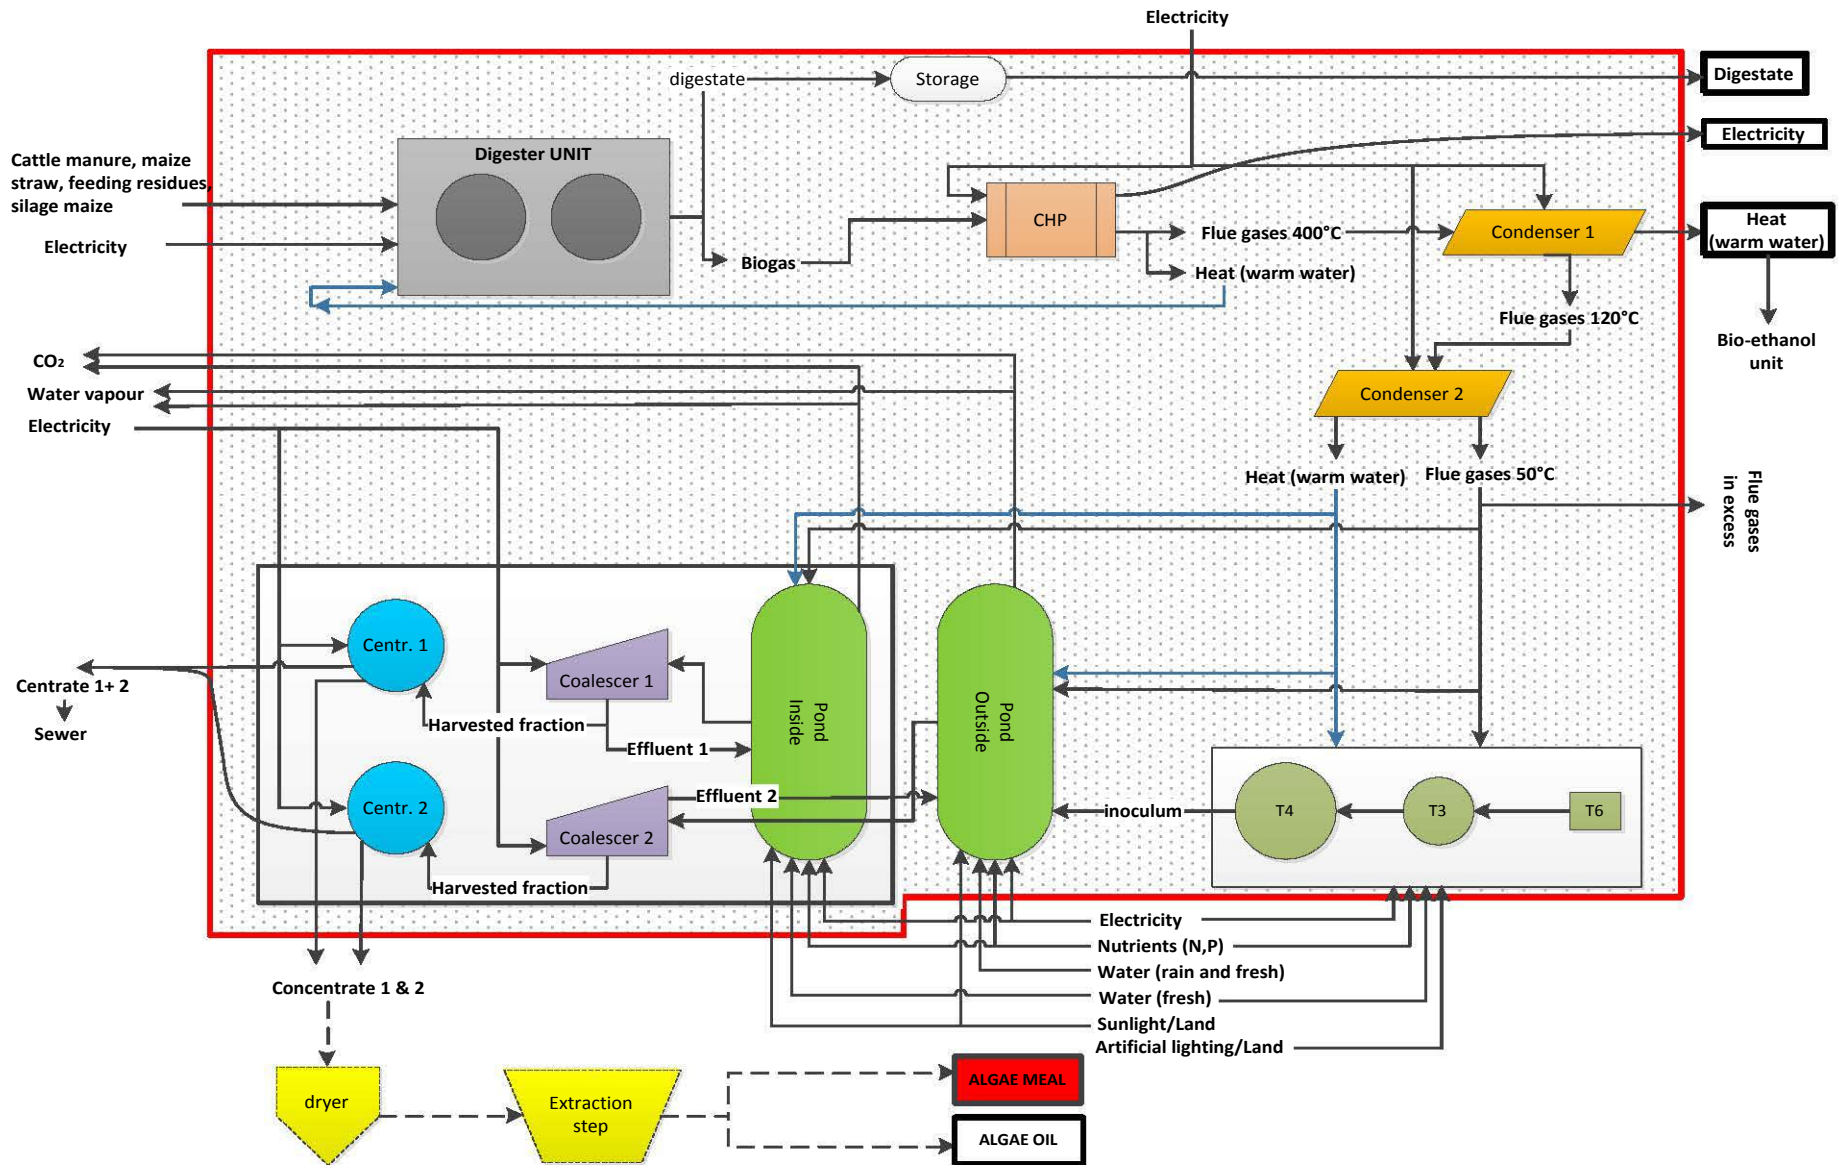 Electricity
digestate
Storage
Digestate
Electricity
Digester UNIT
Cattle manure, maize
straw, feeding residues,
silage maize
Electricity
CHP
Biogas
Flue gases 400°C
Heat (warm water)
Condenser 1
Heat
(warm water)
Flue gases 120°C
Bio-ethanol
unit
CO₂
Water vapour
Electricity
Condenser 2
Heat (warm water)
Flue gases 50°C
Flue gases
in excess
Centr. 1
Coalescer 1
Pond
Inside
Pond
Outside
Centrate 1+ 2
Sewer
Harvested fraction
Effluent 1
Effluent 2
Centr. 2
Coalescer 2
Harvested fraction
inoculum
T4
T3
T6
Electricity
Nutrients (N,P)
Water (rain and fresh)
Water (fresh)
Sunlight/Land
Artificial lighting/Land
Concentrate 1 & 2
dryer
Extraction
step
ALGAE MEAL
ALGAE OIL